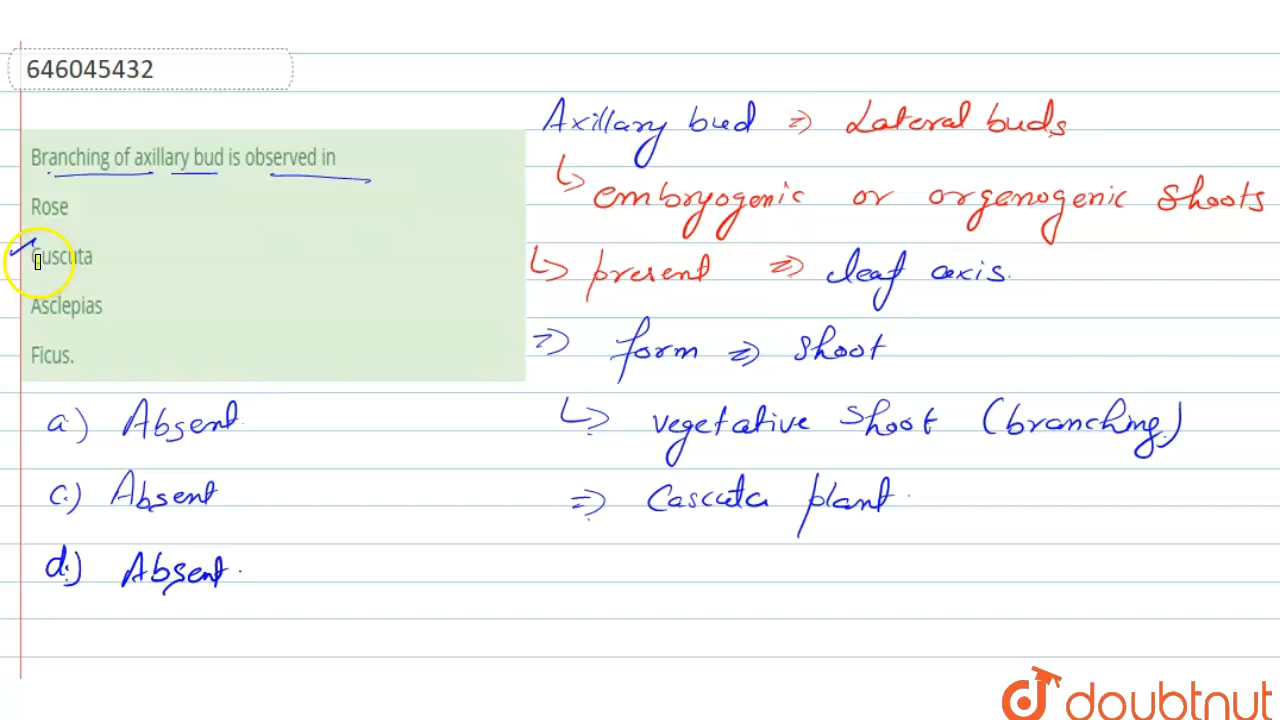 646045432
Branching of axillary bud is observed in
Rose
Cuscuta
Asclepias
Ficus.
a.) Absent.
c.) Absent
d.) Absent.
Axillary bud ⇒ Lateral buds
↳ embryogenic or organogenic shoots
↳ present ⇒ leaf axis.
⇒ form ⇒ shoot
↳ vegetative shoot (branching)
⇒ Cascuta plant.
doubtnut